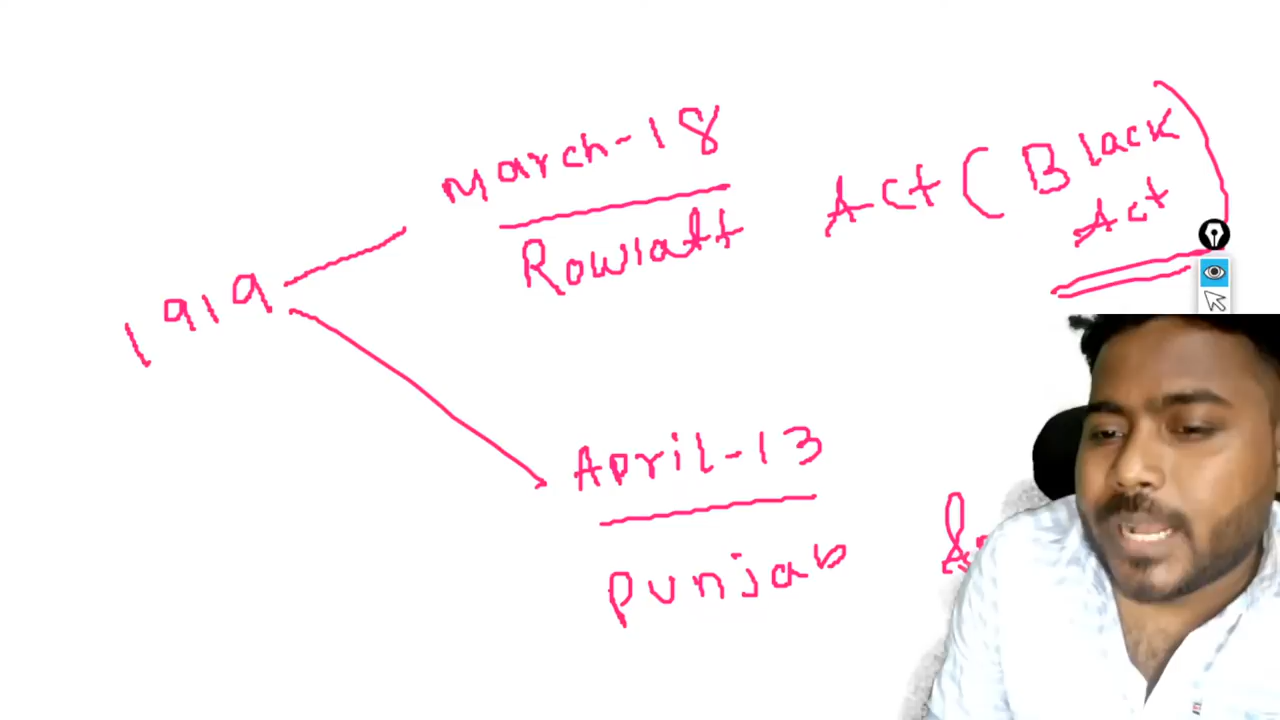 1919
March-18
Rowlatt Act (Black
Act)
April-13
Punjab